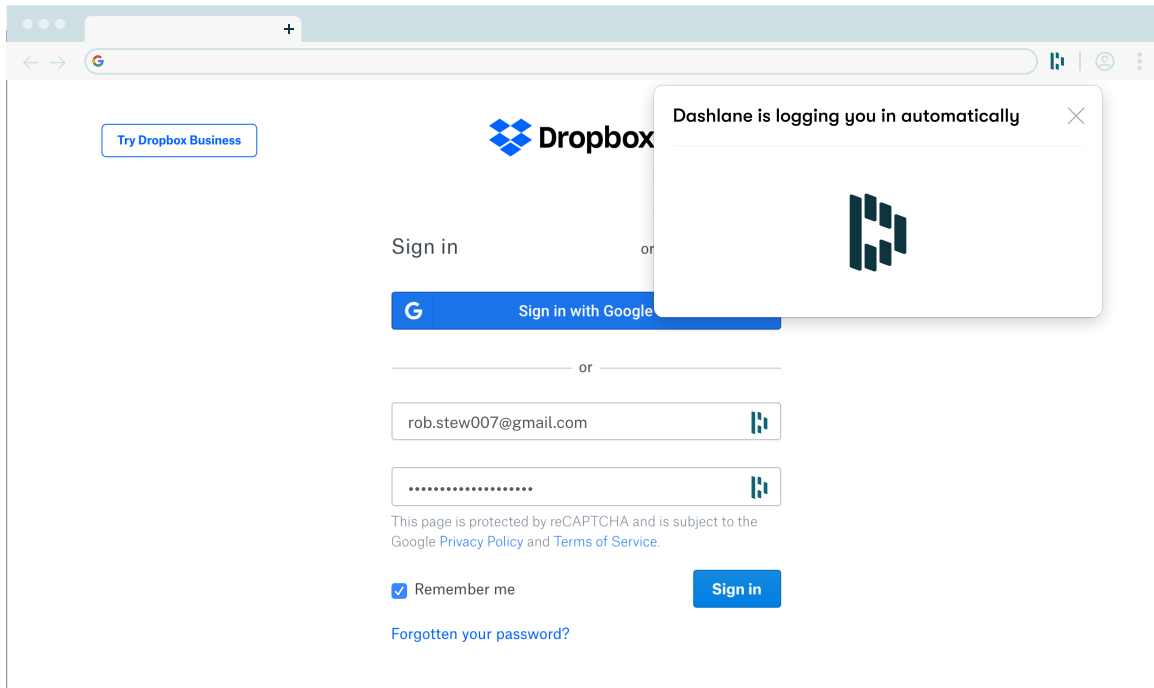 Dashlane is logging you in automatically
Try Dropbox Business
Dropbox
Sign in
or
Sign in with Google
or
rob.stew007@gmail.com
••••••••••••••••••••
This page is protected by reCAPTCHA and is subject to the
Google Privacy Policy and Terms of Service.
Remember me
Sign in
Forgotten your password?